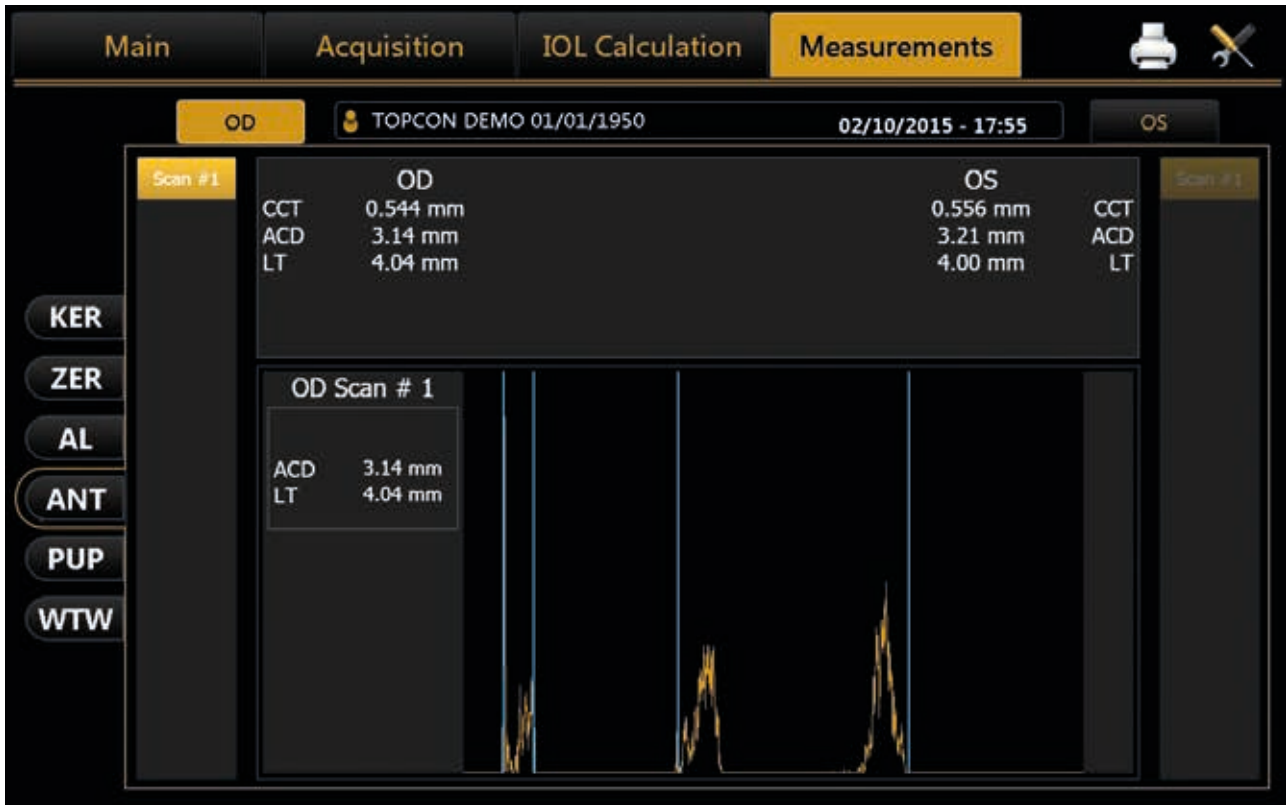 Main Acquisition IOL Calculation Measurements
OD TOPCON DEMO 01/01/1950 02/10/2015 - 17:55 OS
Scan #1 OD OS Scan #1
CCT 0.544 mm 0.556 mm CCT
ACD 3.14 mm 3.21 mm ACD
LT 4.04 mm 4.00 mm LT
KER
ZER
AL
ANT
PUP
WTW
OD Scan # 1
ACD 3.14 mm
LT 4.04 mm